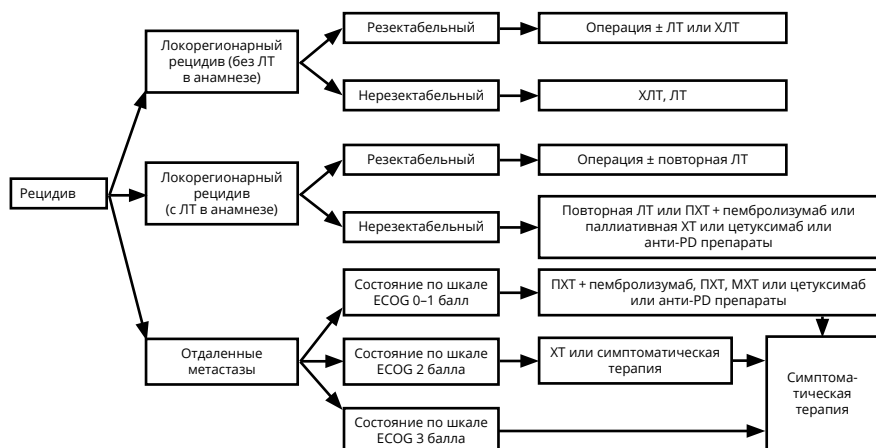 Рецидив
Локорегионарный
рецидив (без ЛТ
в анамнезе)
Резектабельный
Операция ± ЛТ или ХЛТ
Нерезектабельный
ХЛТ, ЛТ
Локорегионарный
рецидив
(с ЛТ в анамнезе)
Резектабельный
Операция ± повторная ЛТ
Нерезектабельный
Повторная ЛТ или ПХТ + пембролизумаб или
паллиативная ХТ или цетуксимаб или
анти-PD препараты
Отдаленные
метастазы
Состояние по шкале
ECOG 0–1 балл
ПХТ + пембролизумаб, ПХТ, МХТ или цетуксимаб
или анти-PD препараты
Состояние по шкале
ECOG 2 балла
ХТ или симптоматическая
терапия
Состояние по шкале
ECOG 3 балла
Симптома-
тическая
терапия